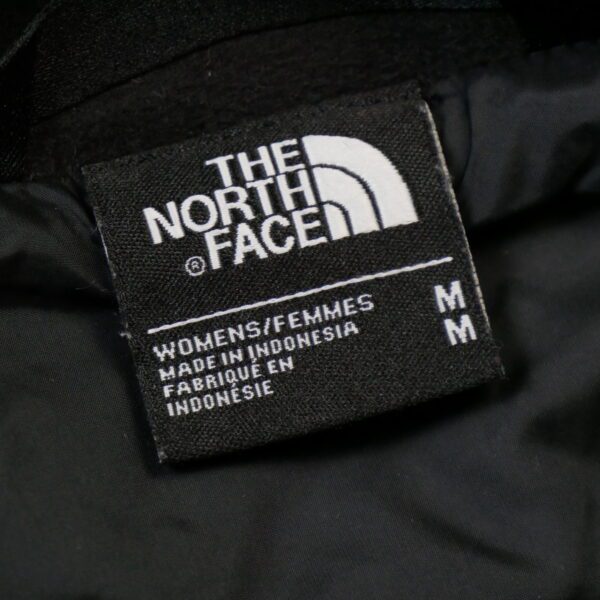 THE
NORTH
FACE
®
WOMENS/FEMMES
MADE IN INDONESIA
FABRIQUÉ EN
INDONÉSIE
M
M